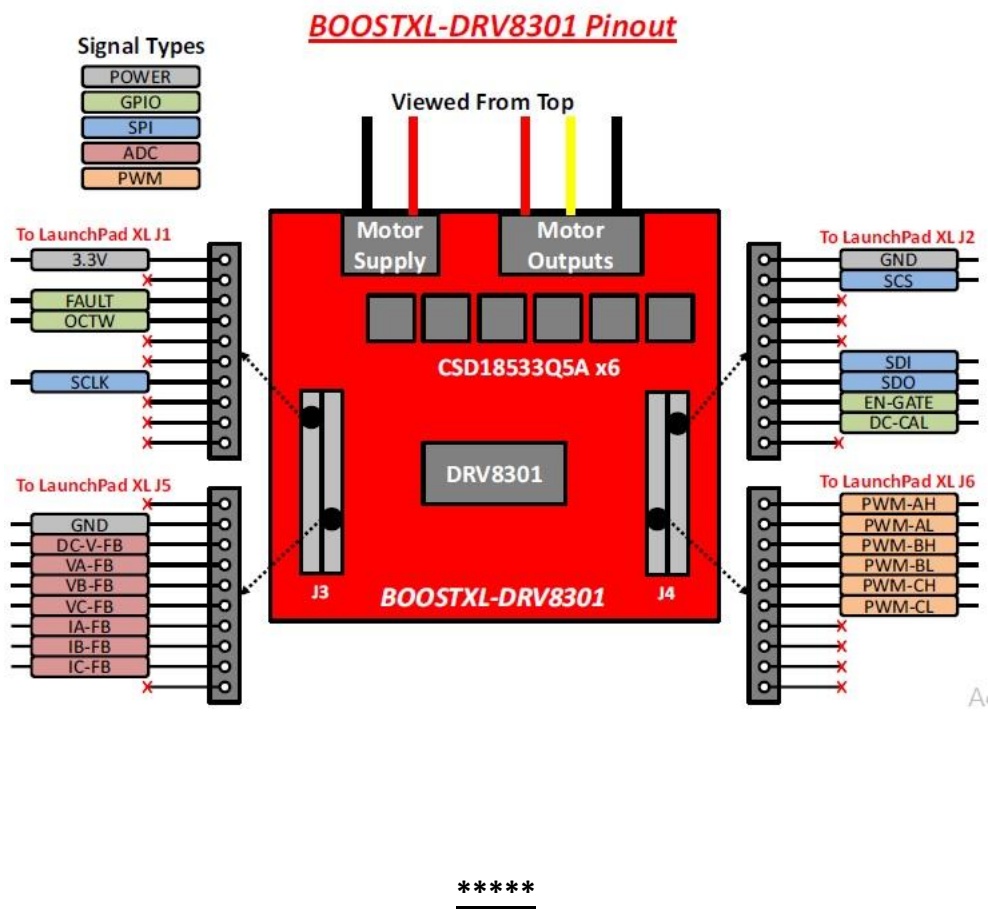 BOOSTXL-DRV8301 Pinout
Signal Types
POWER
GPIO
SPI
ADC
PWM
Viewed From Top
Motor
Supply
Motor
Outputs
To LaunchPad XL J1
3.3V
X
FAULT
OCTW
X
X
SCLK
X
X
X
To LaunchPad XL J5
X
GND
DC-V-FB
VA-FB
VB-FB
VC-FB
IA-FB
IB-FB
IC-FB
X
CSD18533Q5A x6
DRV8301
J3
BOOSTXL-DRV8301
J4
To LaunchPad XL J2
GND
SCS
X
X
X
SDI
SDO
EN-GATE
DC-CAL
X
To LaunchPad XL J6
PWM-AH
PWM-AL
PWM-BH
PWM-BL
PWM-CH
PWM-CL
X
X
X
X
*****